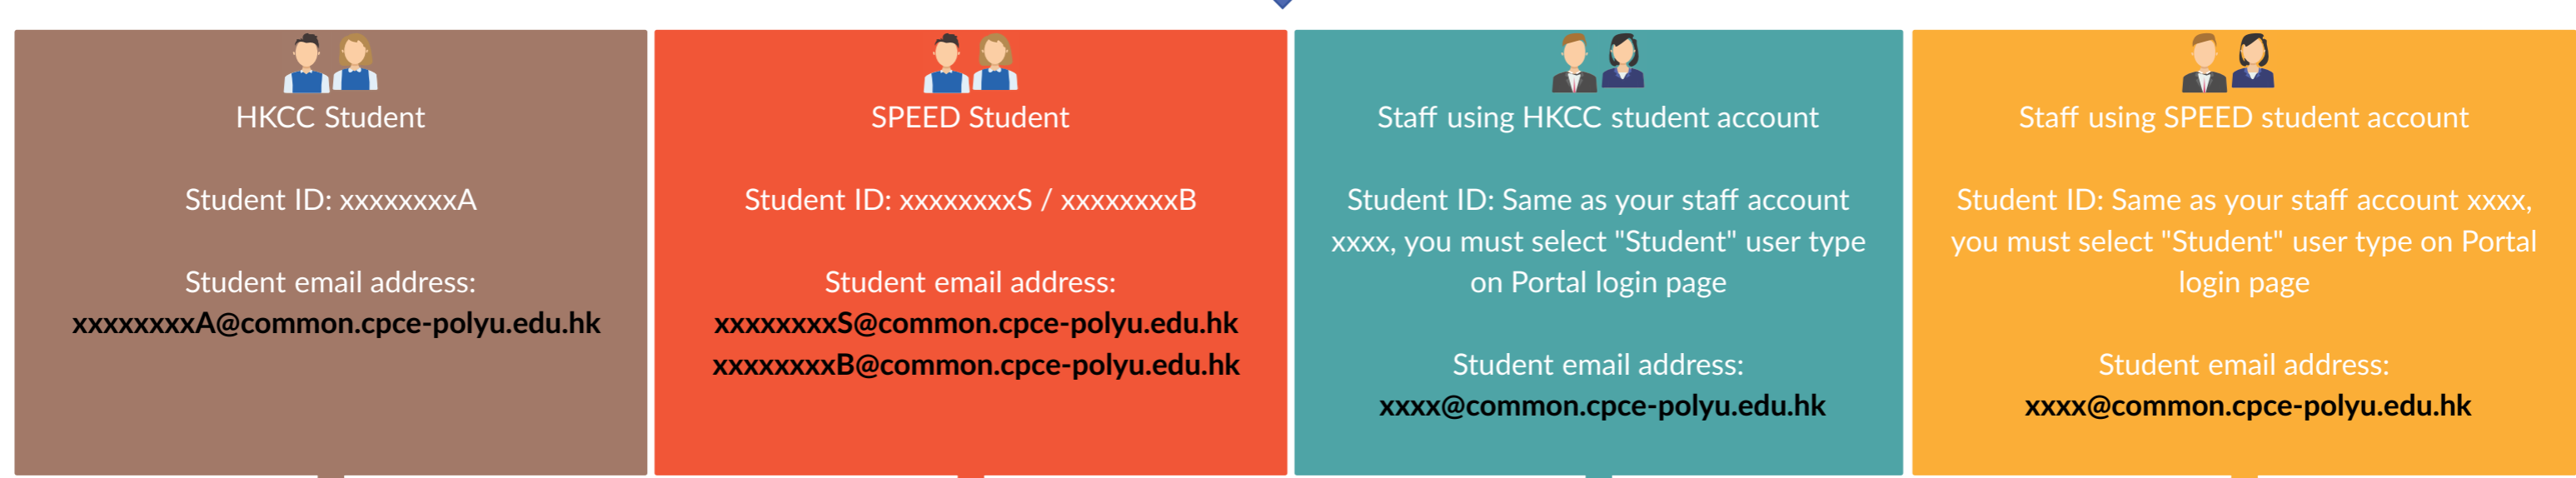 HKCC Student
Student ID: xxxxxxxxA
Student email address:
xxxxxxxxA@common.cpce-polyu.edu.hk
SPEED Student
Student ID: xxxxxxxxS / xxxxxxxxB
Student email address:
xxxxxxxxS@common.cpce-polyu.edu.hk
xxxxxxxxB@common.cpce-polyu.edu.hk
Staff using HKCC student account
Student ID: Same as your staff account
xxxx, you must select "Student" user type
on Portal login page
Student email address:
xxxx@common.cpce-polyu.edu.hk
Staff using SPEED student account
Student ID: Same as your staff account xxxx,
you must select "Student" user type on Portal
login page
Student email address:
xxxx@common.cpce-polyu.edu.hk